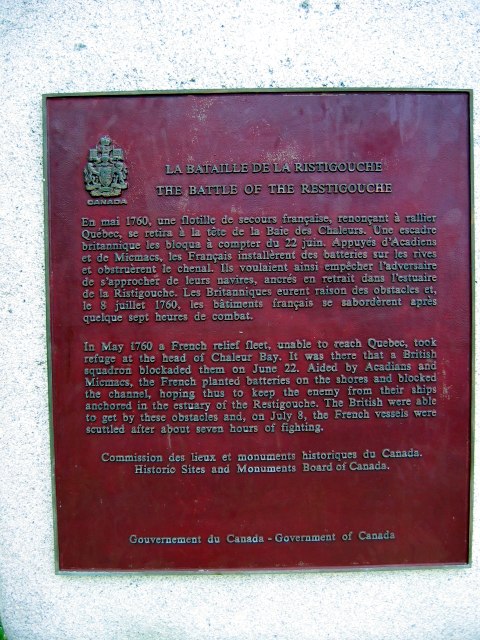 CANADA
LA BATAILLE DE LA RISTIGOUCHE
THE BATTLE OF THE RESTIGOUCHE
En mai 1760, une flotille de secours française, renonçant à rallier
Québec, se retira à la tête de la Baie des Chaleurs. Une escadre
britannique les bloqua à compter du 22 juin. Appuyés d'Acadiens
et de Micmacs, les Français installèrent des batteries sur les rives
et obstruèrent le chenal. Ils voulaient ainsi empêcher l'adversaire
de s'approcher de leurs navires, ancrés en retrait dans l'estuaire
de la Ristigouche. Les Britanniques eurent raison des obstacles et,
le 8 juillet 1760, les bâtiments français se sabordèrent après
quelque sept heures de combat.
In May 1760 a French relief fleet, unable to reach Quebec, took
refuge at the head of Chaleur Bay. It was there that a British
squadron blockaded them on June 22. Aided by Acadians and
Micmacs, the French planted batteries on the shores and blocked
the channel, hoping thus to keep the enemy from their ships
anchored in the estuary of the Restigouche. The British were able
to get by these obstacles and, on July 8, the French vessels were
scuttled after about seven hours of fighting.
Commission des lieux et monuments historiques du Canada.
Historic Sites and Monuments Board of Canada.
Gouvernement du Canada - Government of Canada